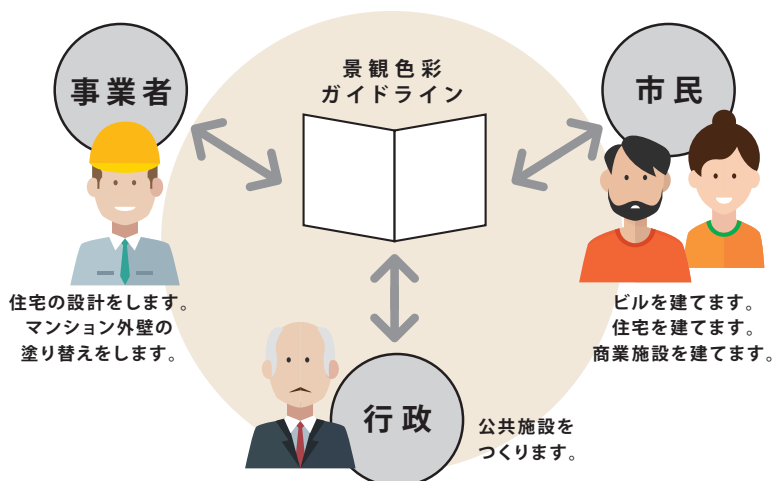 景観色彩
ガイドライン
事業者
住宅の設計をします。
マンション外壁の
塗り替えをします。
市民
ビルを建てます。
住宅を建てます。
商業施設を建てます。
行政
公共施設を
つくります。